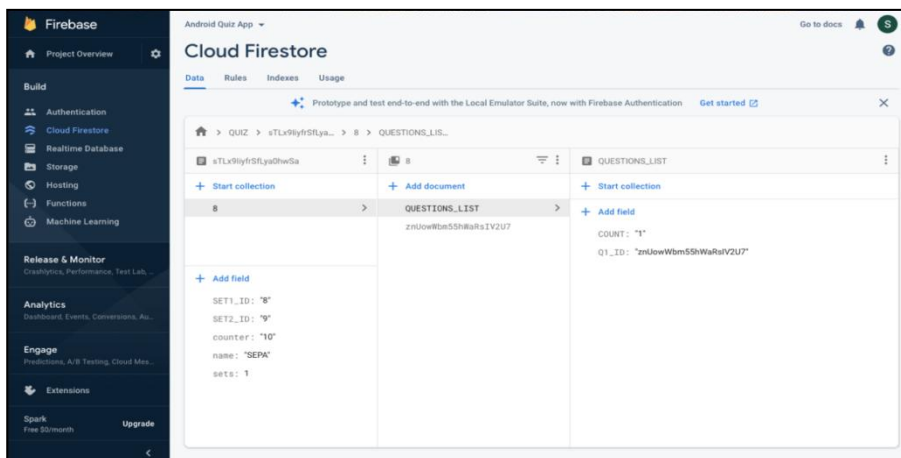 Firebase
Project Overview
Build
Authentication
Cloud Firestore
Realtime Database
Storage
Hosting
Functions
Machine Learning
Release & Monitor
Crashlytics, Performance, Test Lab, ...
Analytics
Dashboard, Events, Conversions, Au...
Engage
Predictions, A/B Testing, Cloud Mes...
Extensions
Spark
Free $0/month
Upgrade
Android Quiz App
Go to docs
S
Cloud Firestore
Data Rules Indexes Usage
Prototype and test end-to-end with the Local Emulator Suite, now with Firebase Authentication Get started
> QUIZ > sTLx9liyfrSfLya... > 8 > QUESTIONS_LIS...
sTLx9liyfrSfLya0hwSa
+ Start collection
8
+ Add field
SET1_ID: "8"
SET2_ID: "9"
counter: "10"
name: "SEPA"
sets: 1
8
+ Add document
QUESTIONS_LIST
znUowWbm55hWaRsIV2U7
QUESTIONS_LIST
+ Start collection
+ Add field
COUNT: "1"
Q1_ID: "znUowWbm55hWaRsIV2U7"